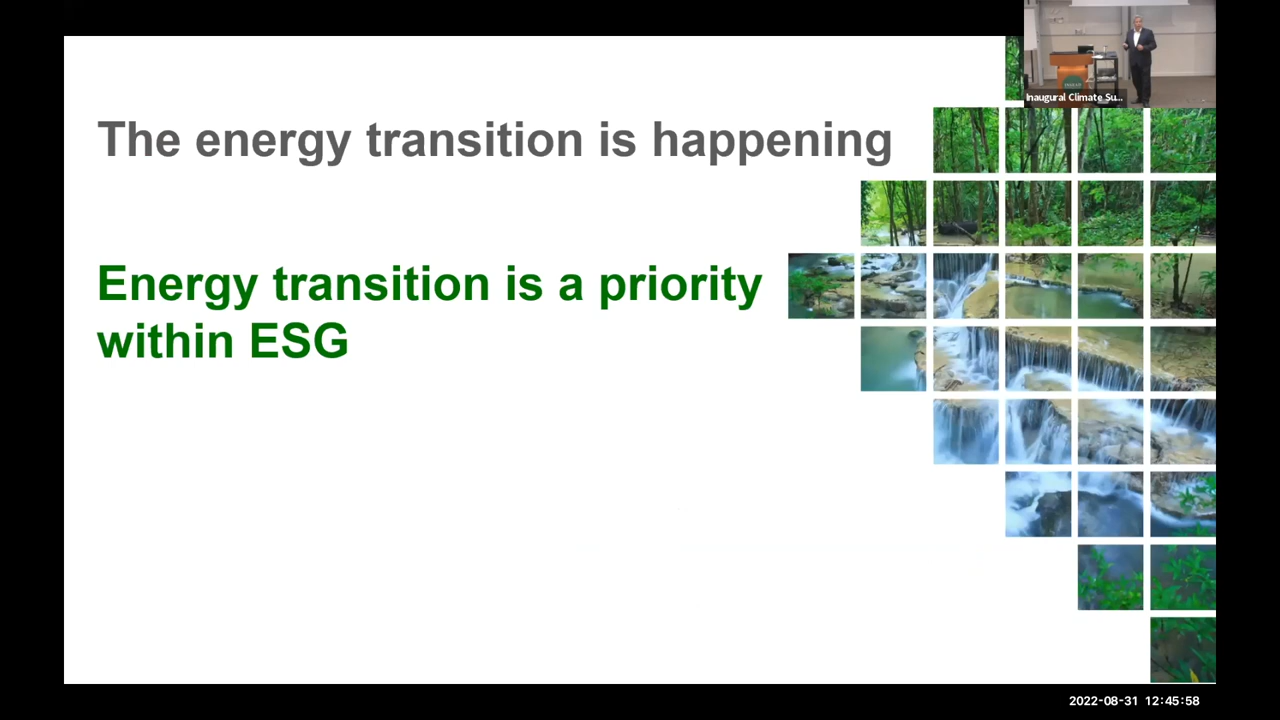 The energy transition is happening
Energy transition is a priority
within ESG
Inaugural Climate Su...
2022-08-31 12:45:58